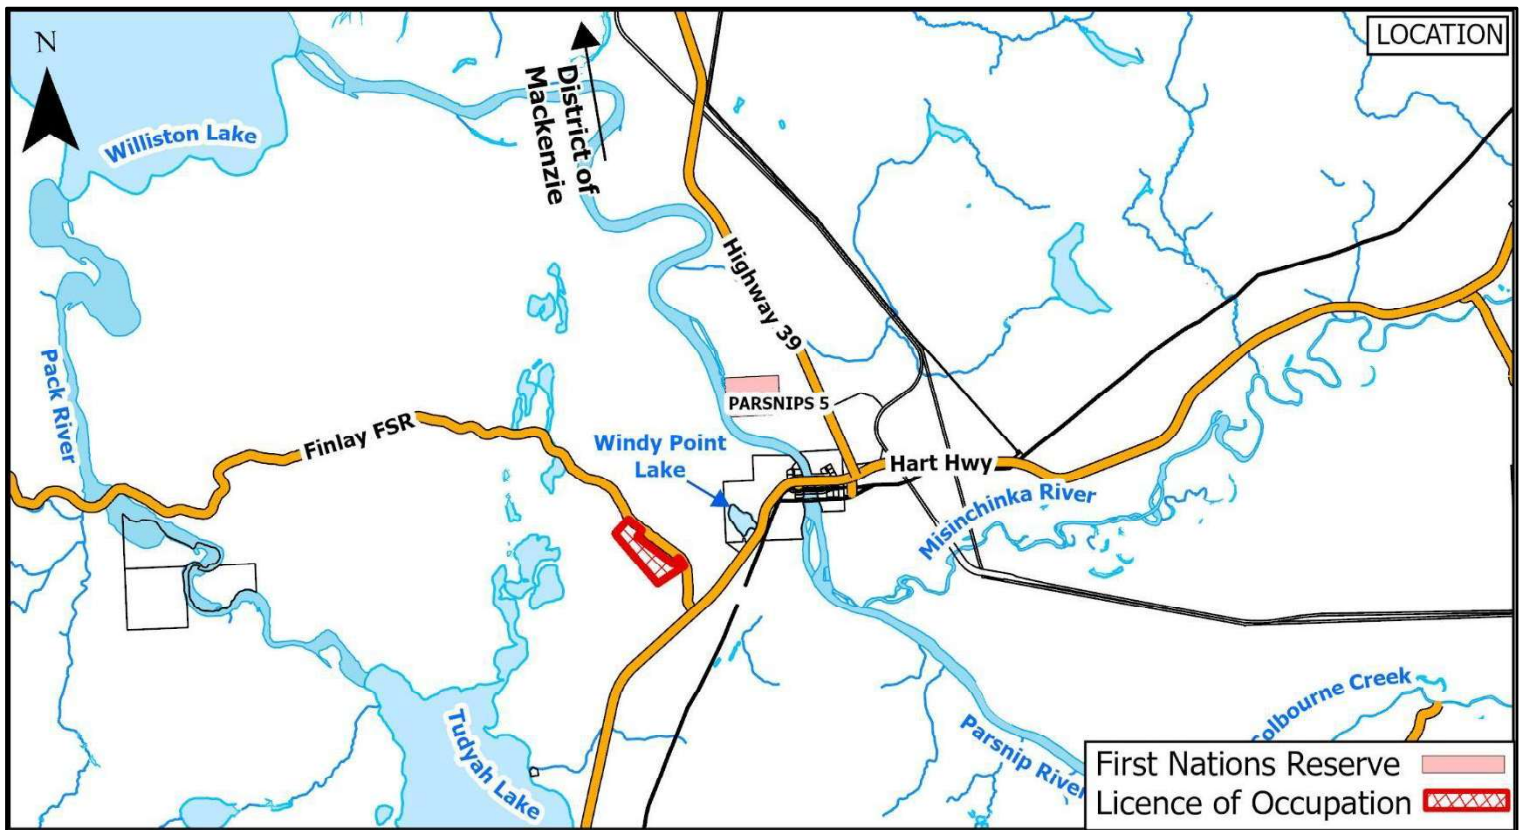 N
LOCATION
District of
Mackenzie
Williston Lake
Highway 39
Pack River
PARSNIPS 5
Finlay FSR
Windy Point
Lake
Hart Hwy
Misinchinka River
Tudyah Lake
Parsnip River
Colbourne Creek
First Nations Reserve
Licence of Occupation